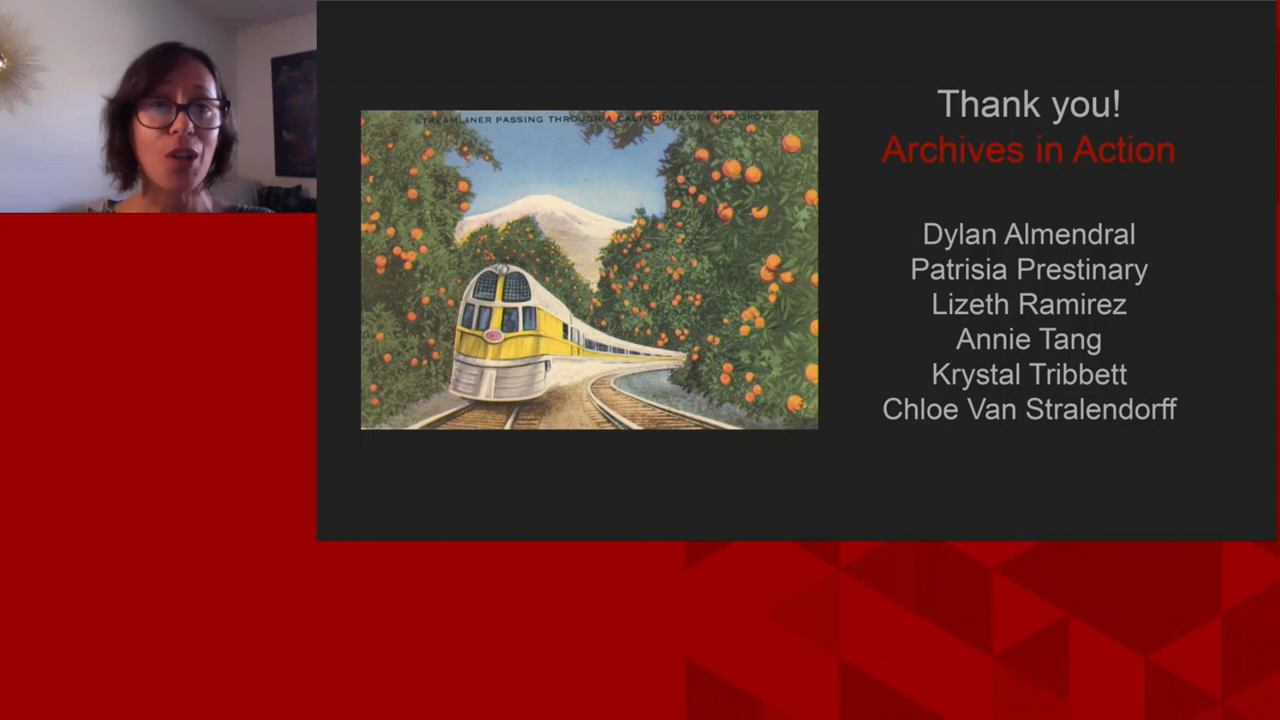 STREAMLINER PASSING THROUGH A CALIFORNIA ORANGE GROVE
Thank you!
Archives in Action
Dylan Almendral
Patrisia Prestinary
Lizeth Ramirez
Annie Tang
Krystal Tribbett
Chloe Van Stralendorff